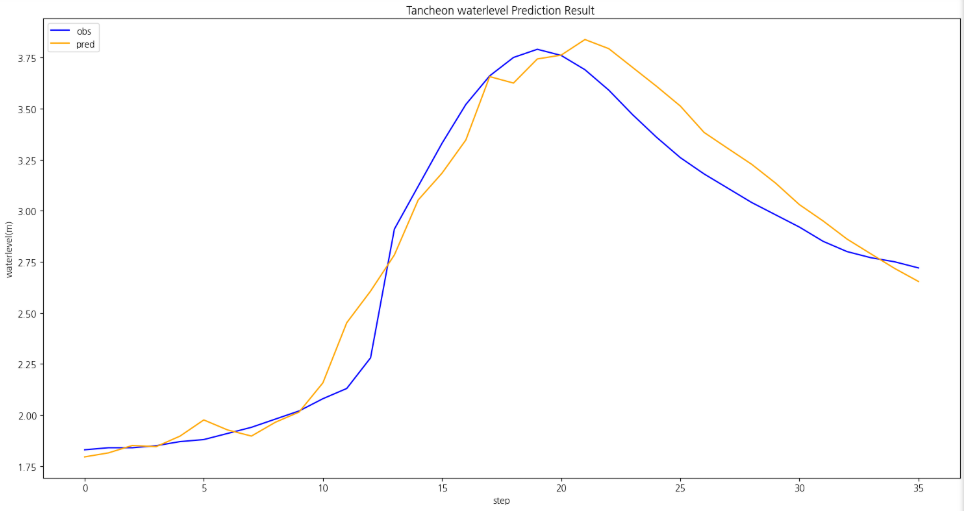 Tancheon waterlevel Prediction Result
obs
pred
3.75
3.50
3.25
3.00
2.75
2.50
2.25
2.00
1.75
waterlevel(m)
0 5 10 15 20 25 30 35
step